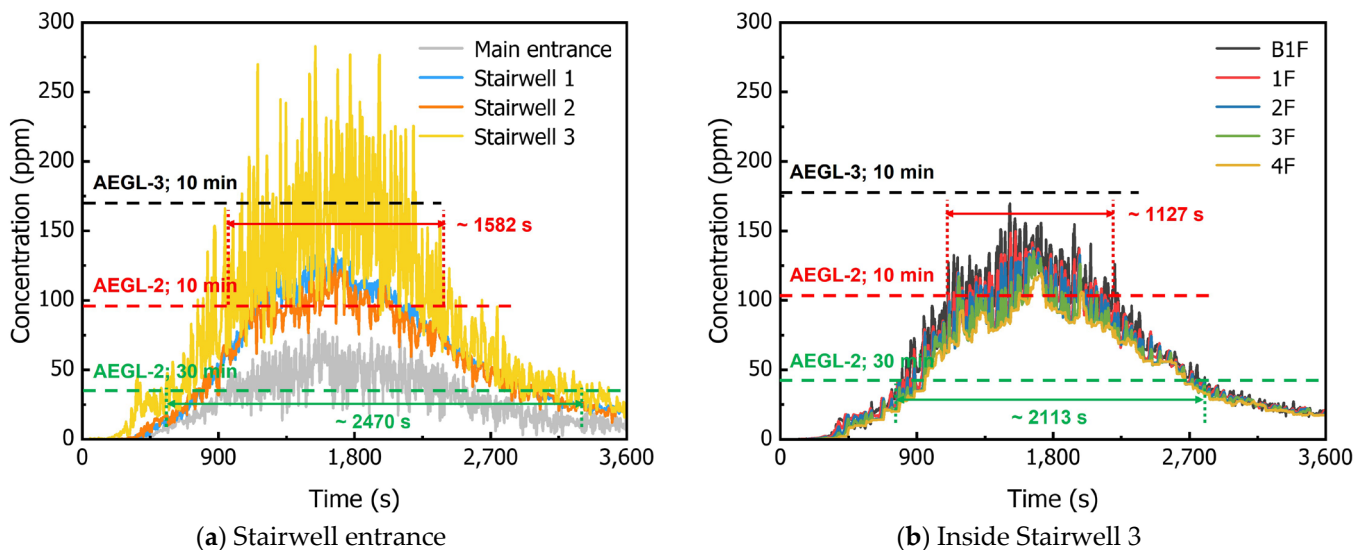 300
250
200
150
100
50
0
Concentration (ppm)
Main entrance
Stairwell 1
Stairwell 2
Stairwell 3
AEGL-3; 10 min
~ 1582 s
AEGL-2; 10 min
AEGL-2; 30 min
~ 2470 s
0 900 1,800 2,700 3,600
Time (s)
(a) Stairwell entrance
300
250
200
150
100
50
0
Concentration (ppm)
B1F
1F
2F
3F
4F
AEGL-3; 10 min
~ 1127 s
AEGL-2; 10 min
AEGL-2; 30 min
~ 2113 s
0 900 1,800 2,700 3,600
Time (s)
(b) Inside Stairwell 3